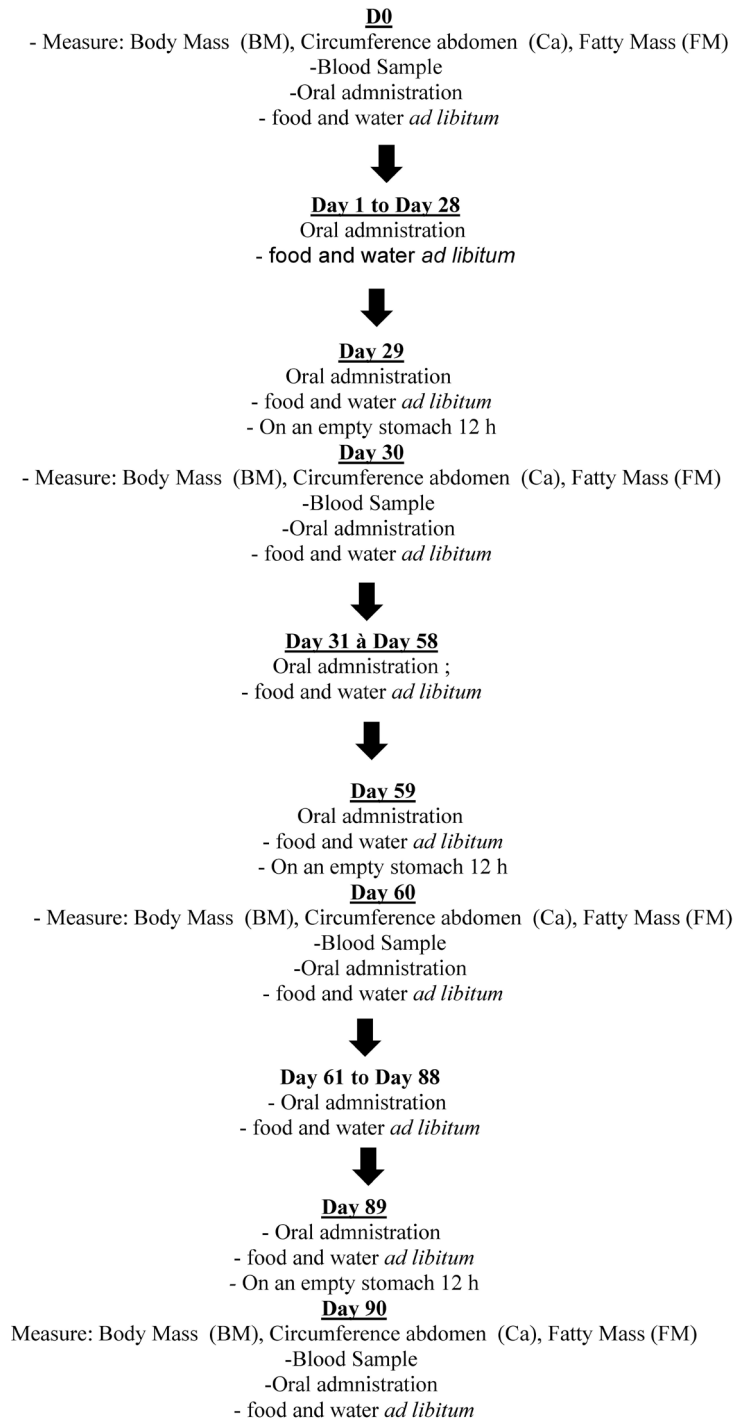 D0
- Measure: Body Mass (BM), Circumference abdomen (Ca), Fatty Mass (FM)
-Blood Sample
-Oral admnistration
- food and water ad libitum
Day 1 to Day 28
Oral admnistration
- food and water ad libitum
Day 29
Oral admnistration
- food and water ad libitum
- On an empty stomach 12 h
Day 30
- Measure: Body Mass (BM), Circumference abdomen (Ca), Fatty Mass (FM)
-Blood Sample
-Oral admnistration
- food and water ad libitum
Day 31 à Day 58
Oral admnistration ;
- food and water ad libitum
Day 59
Oral admnistration
- food and water ad libitum
- On an empty stomach 12 h
Day 60
- Measure: Body Mass (BM), Circumference abdomen (Ca), Fatty Mass (FM)
-Blood Sample
-Oral admnistration
- food and water ad libitum
Day 61 to Day 88
- Oral admnistration
- food and water ad libitum
Day 89
- Oral admnistration
- food and water ad libitum
- On an empty stomach 12 h
Day 90
Measure: Body Mass (BM), Circumference abdomen (Ca), Fatty Mass (FM)
-Blood Sample
-Oral admnistration
- food and water ad libitum